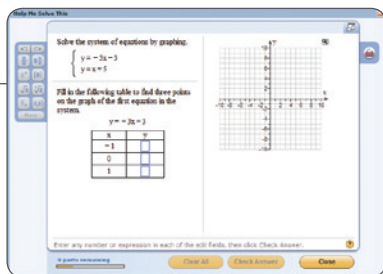 Help Me Solve This
Solve the system of equations by graphing.
y = − 3x − 3
y = x + 5
Fill in the following table to find three points
on the graph of the first equation in the
system.
y = − 3x − 3
x y
−1
0
1
Enter any number or expression in each of the edit fields, then click Check Answer.
parts remaining
Clear All
Check Answer
Close